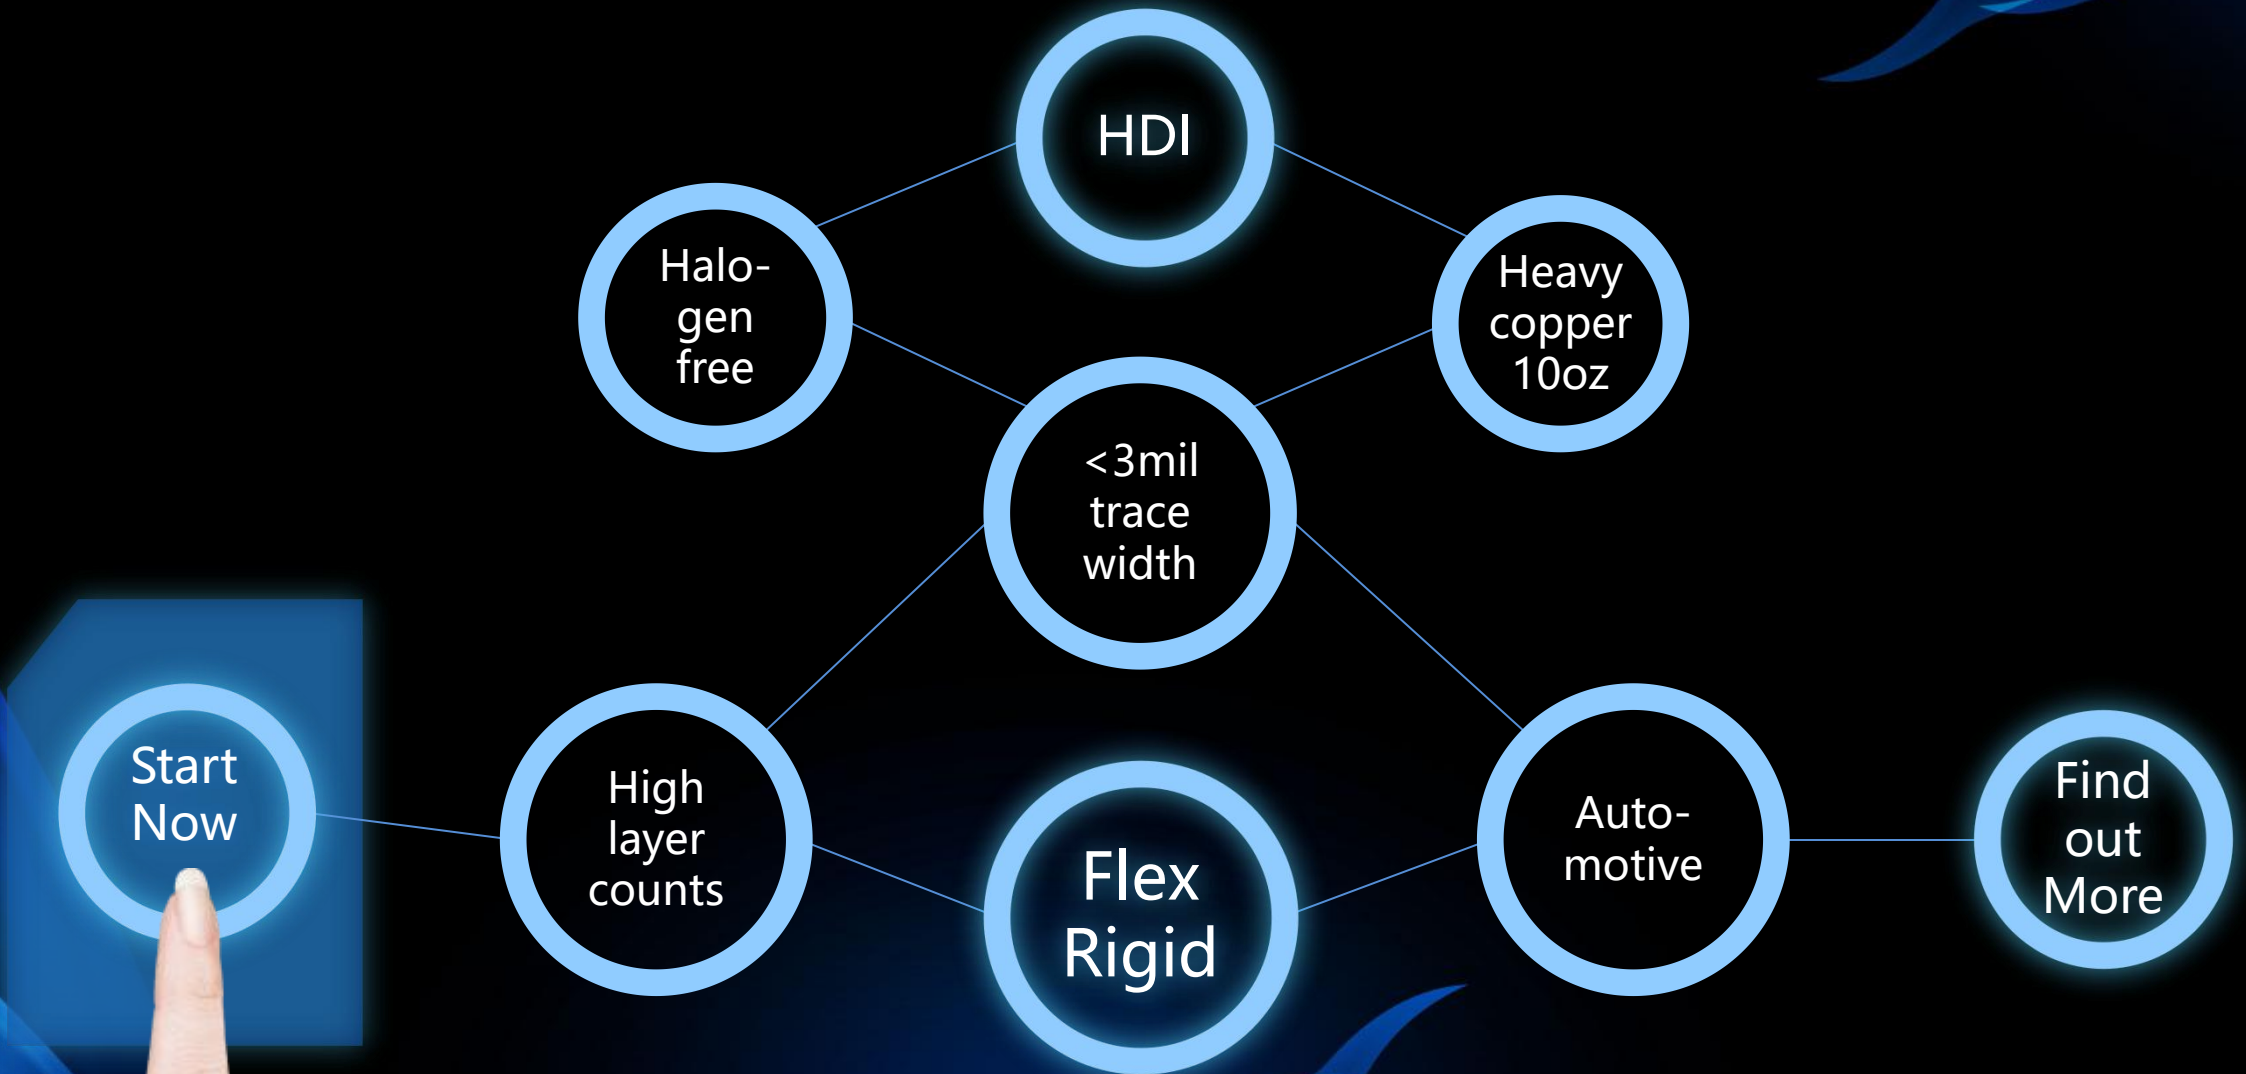 HDI
Halo-
gen
free
Heavy
copper
10oz
<3mil
trace
width
Start
Now
High
layer
counts
Flex
Rigid
Auto-
motive
Find
out
More